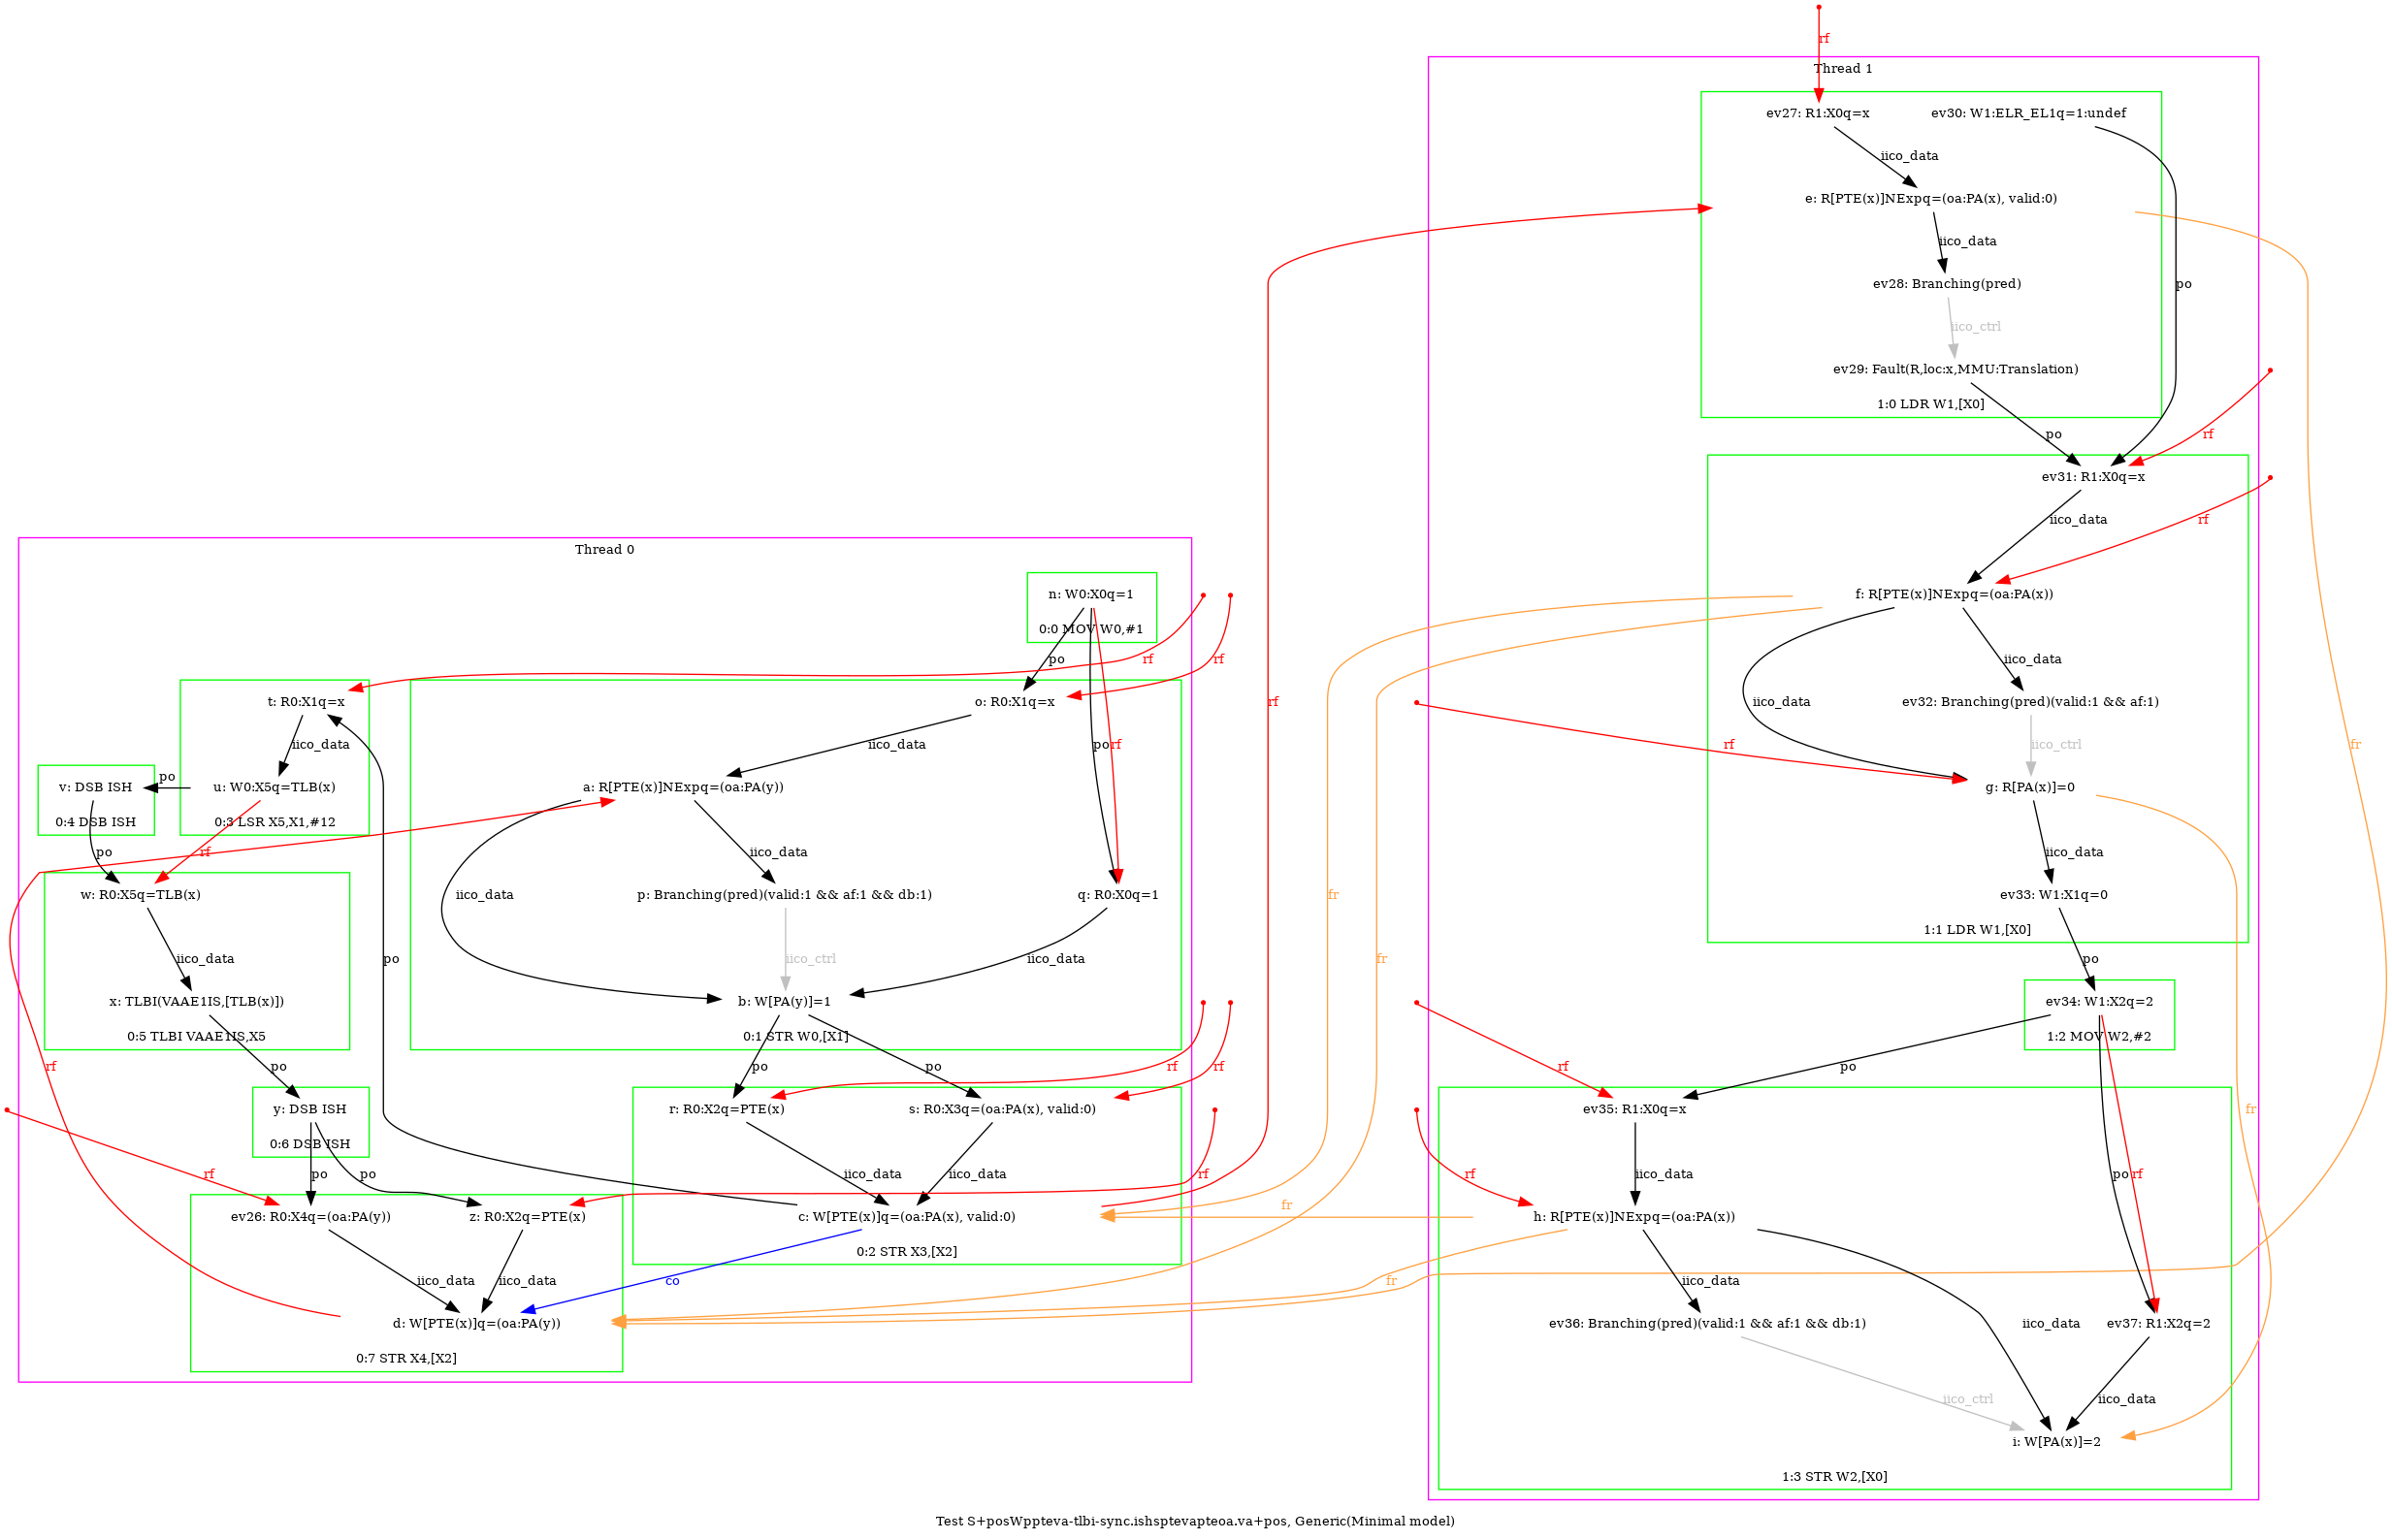 rf
Thread 1
ev27: R1:X0q=x
ev30: W1:ELR_EL1q=1:undef
iico_data
e: R[PTE(x)]NExpq=(oa:PA(x), valid:0)
iico_data
ev28: Branching(pred)
po
iico_ctrl
ev29: Fault(R,loc:x,MMU:Translation)
1:0 LDR W1,[X0]
po
rf
fr
ev31: R1:X0q=x
iico_data
rf
f: R[PTE(x)]NExpq=(oa:PA(x))
iico_data
iico_data
ev32: Branching(pred)(valid:1 && af:1)
rf
iico_ctrl
g: R[PA(x)]=0
iico_data
ev33: W1:X1q=0
1:1 LDR W1,[X0]
po
ev34: W1:X2q=2
1:2 MOV W2,#2
rf
po
fr
ev35: R1:X0q=x
rf
iico_data
po
rf
h: R[PTE(x)]NExpq=(oa:PA(x))
iico_data
iico_data
ev36: Branching(pred)(valid:1 && af:1 && db:1)
ev37: R1:X2q=2
iico_ctrl
iico_data
i: W[PA(x)]=2
1:3 STR W2,[X0]
Thread 0
n: W0:X0q=1
0:0 MOV W0,#1
po
rf
rf
rf
t: R0:X1q=x
o: R0:X1q=x
iico_data
iico_data
po
rf
po
v: DSB ISH
u: W0:X5q=TLB(x)
a: R[PTE(x)]NExpq=(oa:PA(y))
0:4 DSB ISH
0:3 LSR X5,X1,#12
po
rf
iico_data
w: R0:X5q=TLB(x)
iico_data
p: Branching(pred)(valid:1 && af:1 && db:1)
q: R0:X0q=1
fr
iico_data
po
iico_ctrl
iico_data
fr
x: TLBI(VAAE1IS,[TLB(x)])
b: W[PA(y)]=1
0:5 TLBI VAAE1IS,X5
0:1 STR W0,[X1]
rf
po
po
po
rf
rf
y: DSB ISH
r: R0:X2q=PTE(x)
s: R0:X3q=(oa:PA(x), valid:0)
0:6 DSB ISH
rf
po
po
iico_data
iico_data
rf
fr
ev26: R0:X4q=(oa:PA(y))
z: R0:X2q=PTE(x)
c: W[PTE(x)]q=(oa:PA(x), valid:0)
0:2 STR X3,[X2]
iico_data
iico_data
co
fr
d: W[PTE(x)]q=(oa:PA(y))
0:7 STR X4,[X2]
Test S+posWppteva-tlbi-sync.ishsptevapteoa.va+pos, Generic(Minimal model)